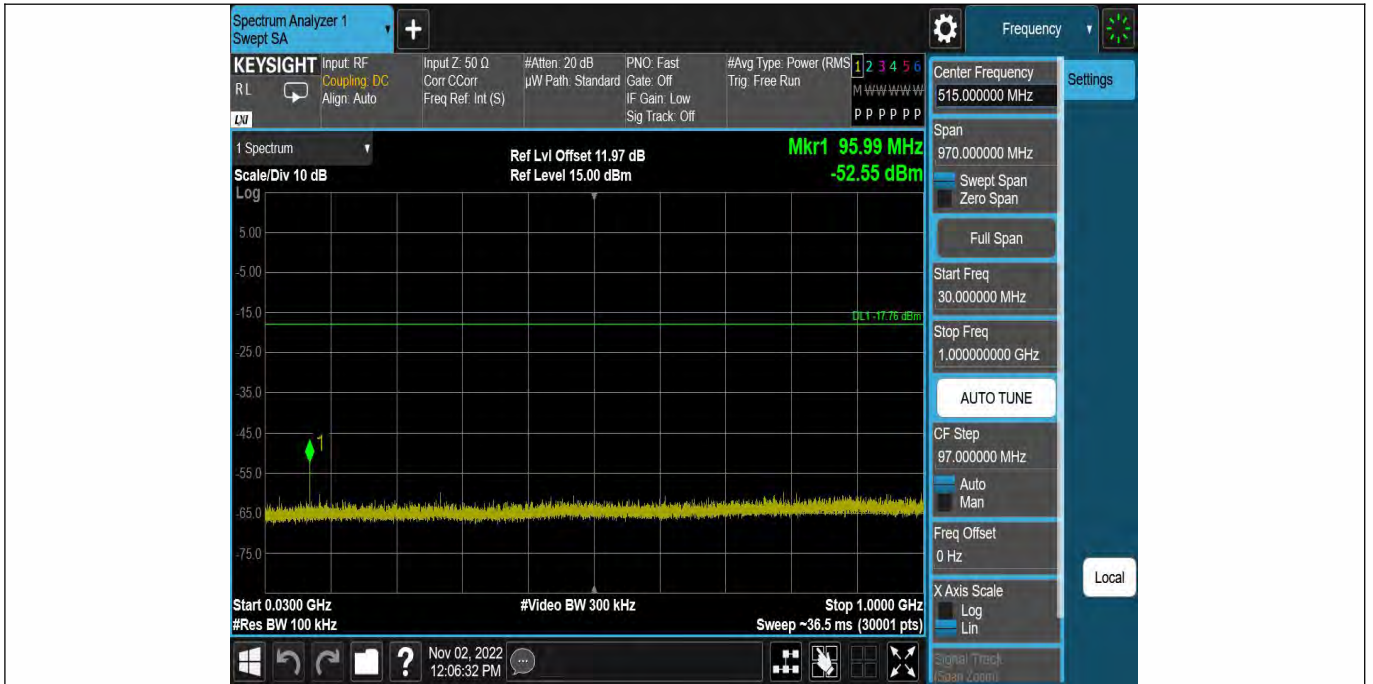 Spectrum Analyzer 1
Swept SA
+
Frequency
KEYSIGHT
RL
LXI
Input: RF
Coupling: DC
Align: Auto
Input Z: 50 Ω
Corr CCorr
Freq Ref: Int (S)
#Atten: 20 dB
µW Path: Standard
PNO: Fast
Gate: Off
IF Gain: Low
Sig Track: Off
#Avg Type: Power (RMS
Trig: Free Run
1 2 3 4 5 6
M W W W W W
P P P P P P
1 Spectrum
Scale/Div 10 dB
Ref Lvl Offset 11.97 dB
Ref Level 15.00 dBm
Mkr1 95.99 MHz
-52.55 dBm
Log
5.00
-5.00
-15.0
DL1 -17.76 dBm
-25.0
-35.0
-45.0
1
-55.0
-65.0
-75.0
Start 0.0300 GHz
#Video BW 300 kHz
Stop 1.0000 GHz
#Res BW 100 kHz
Sweep ~36.5 ms (30001 pts)
Nov 02, 2022
12:06:32 PM
?
Center Frequency
515.000000 MHz
Settings
Span
970.000000 MHz
Swept Span
Zero Span
Full Span
Start Freq
30.000000 MHz
Stop Freq
1.000000000 GHz
AUTO TUNE
CF Step
97.000000 MHz
Auto
Man
Freq Offset
0 Hz
X Axis Scale
Log
Lin
Signal Track
(Span Zoom)
Local